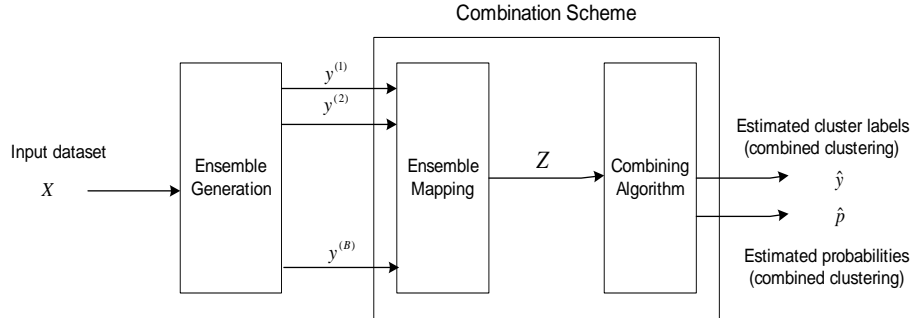 Combination Scheme
y^(1)
y^(2)
Input dataset
X
Ensemble
Generation
y^(B)
Ensemble
Mapping
Z
Combining
Algorithm
Estimated cluster labels
(combined clustering)
ŷ
p̂
Estimated probabilities
(combined clustering)